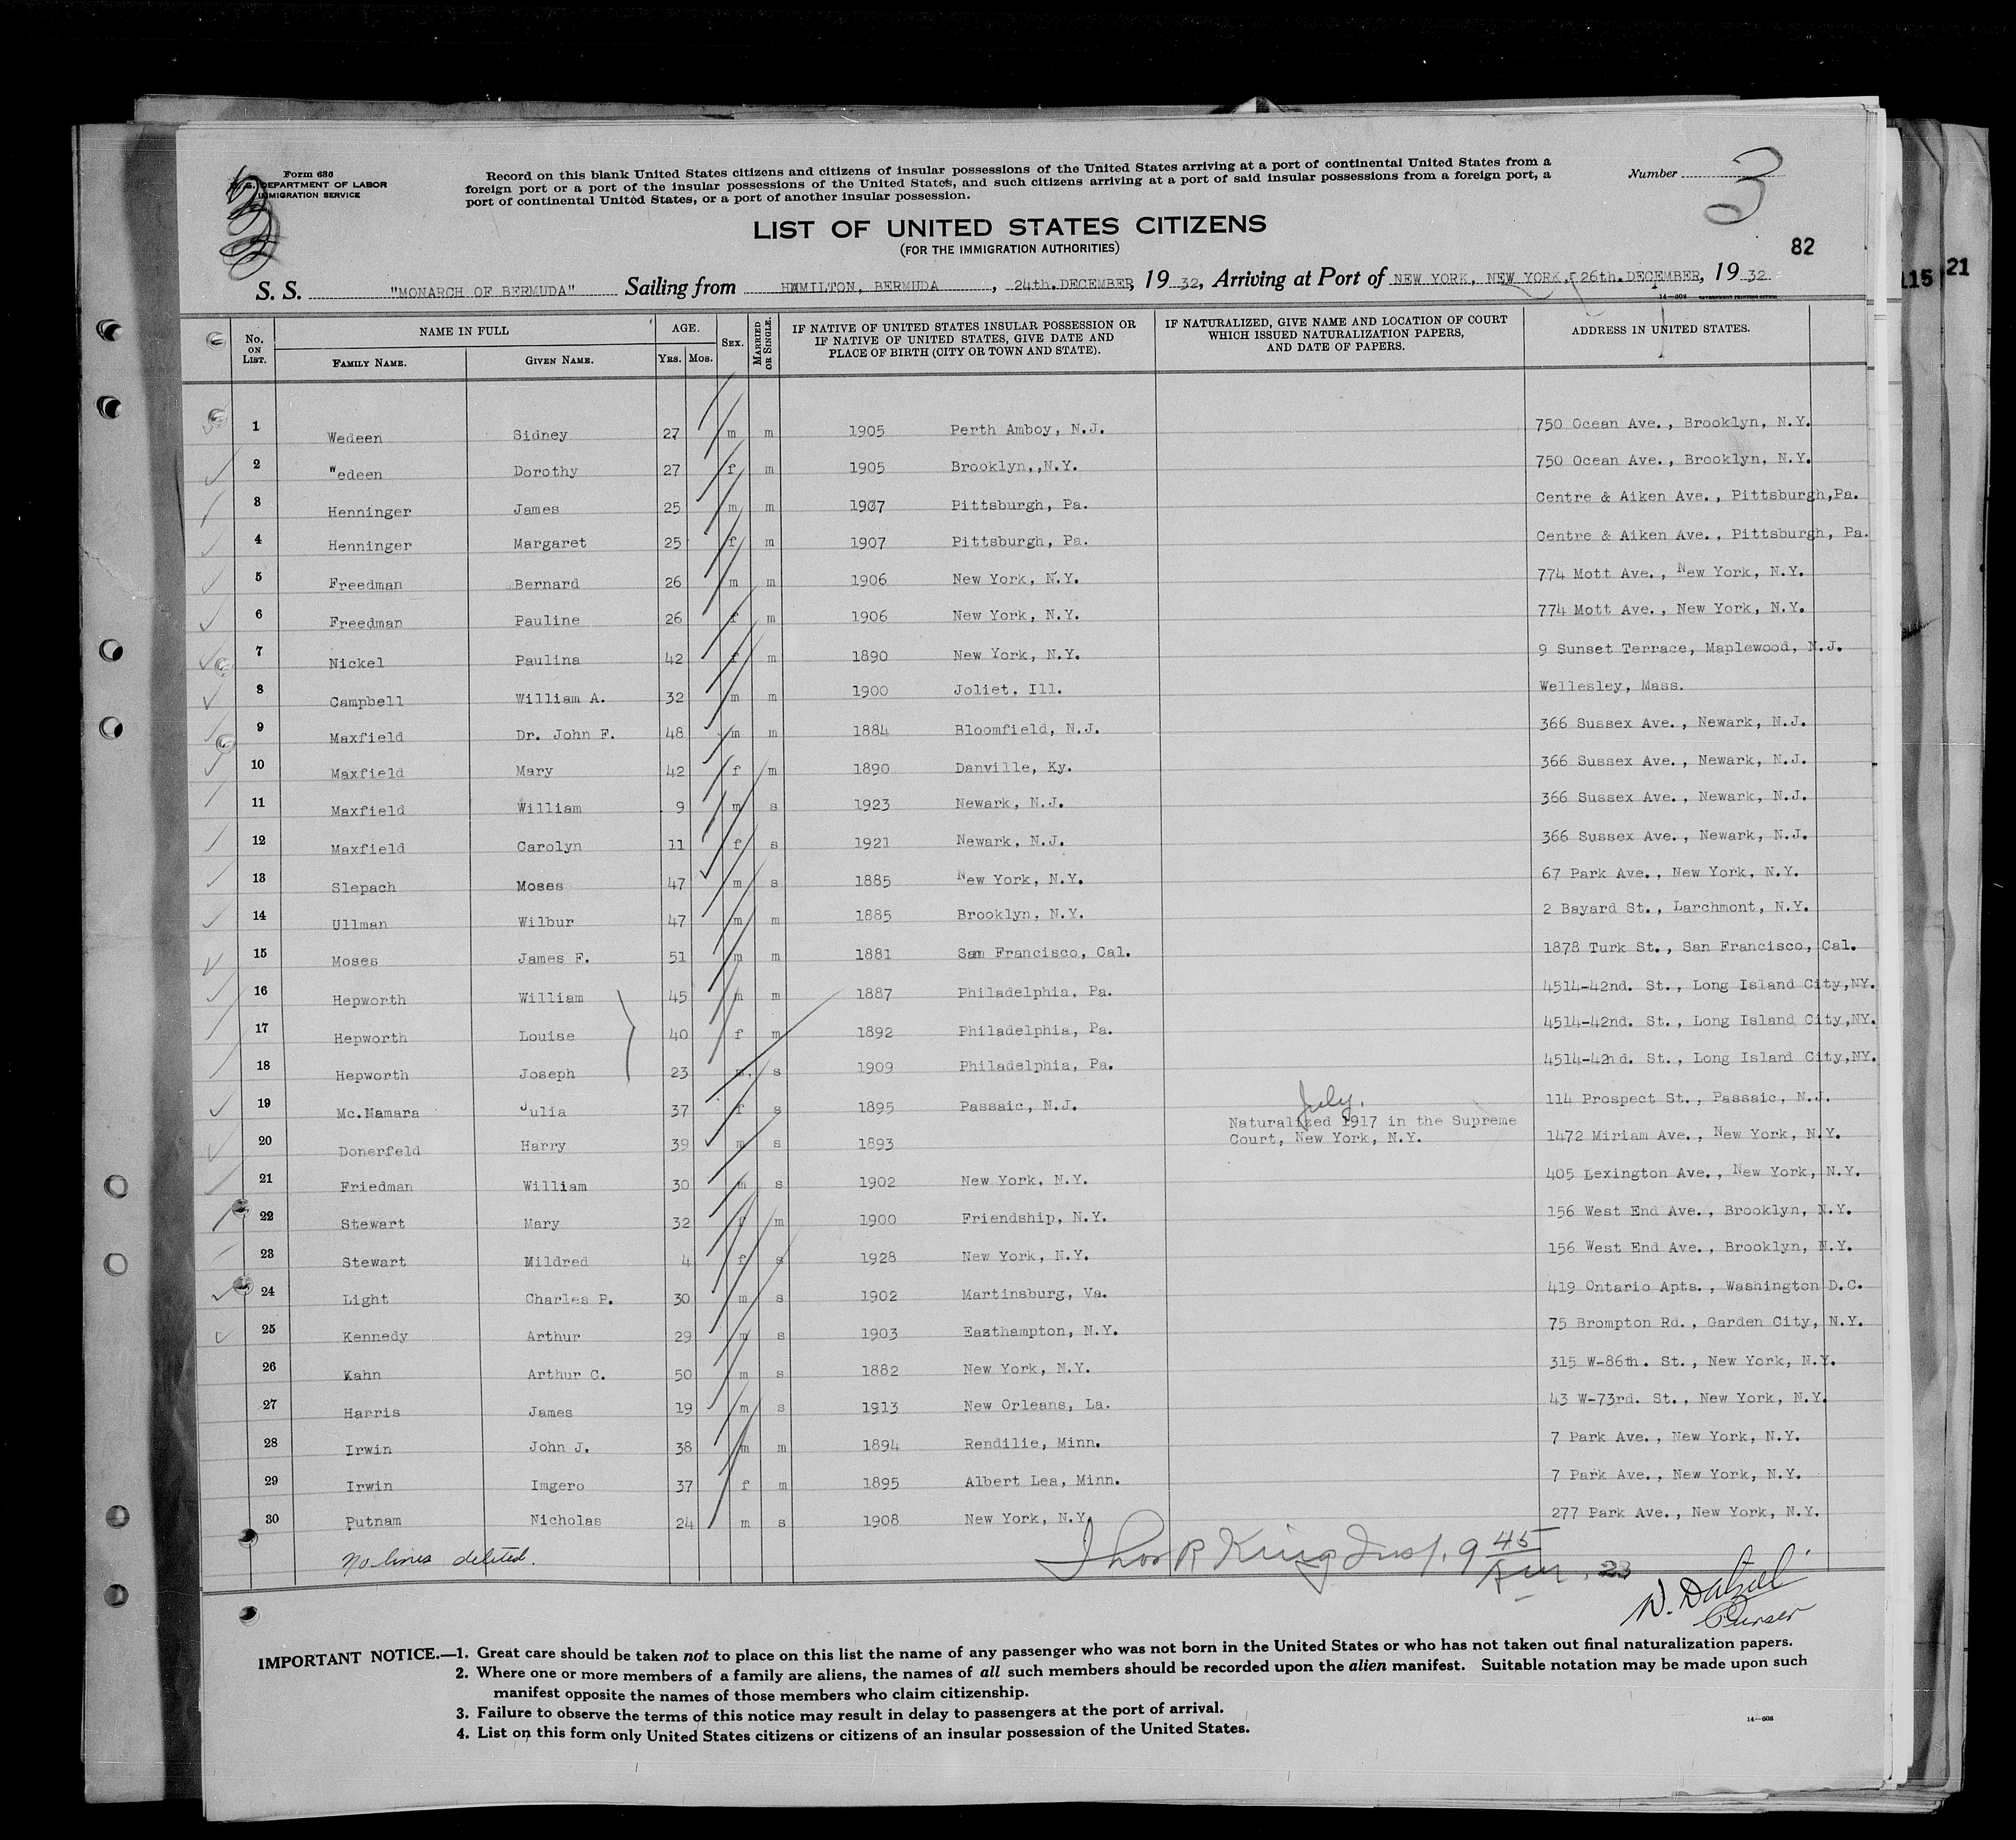 Form 630
U. S. DEPARTMENT OF LABOR
IMMIGRATION SERVICE
Record on this blank United States citizens and citizens of insular possessions of the United States arriving at a port of continental United States from a
foreign port or a port of the insular possessions of the United States, and such citizens arriving at a port of said insular possessions from a foreign port, a
port of continental United States, or a port of another insular possession.
Number 3
LIST OF UNITED STATES CITIZENS
(FOR THE IMMIGRATION AUTHORITIES)
82
115 21
S. S. "MONARCH OF BERMUDA" Sailing from HAMILTON, BERMUDA, 24th. DECEMBER, 1932, Arriving at Port of NEW YORK, NEW YORK, 26th. DECEMBER, 1932
14—608 GOVERNMENT PRINTING OFFICE
No. ON LIST. NAME IN FULL FAMILY NAME. GIVEN NAME. AGE. YRS. MOS. SEX. MARRIED OR SINGLE. IF NATIVE OF UNITED STATES INSULAR POSSESSION OR IF NATIVE OF UNITED STATES, GIVE DATE AND PLACE OF BIRTH (CITY OR TOWN AND STATE). IF NATURALIZED, GIVE NAME AND LOCATION OF COURT WHICH ISSUED NATURALIZATION PAPERS, AND DATE OF PAPERS. ADDRESS IN UNITED STATES.
1 Wedeen Sidney 27 m m 1905 Perth Amboy, N.J. 750 Ocean Ave., Brooklyn, N.Y.
2 Wedeen Dorothy 27 f m 1905 Brooklyn,,N.Y. 750 Ocean Ave., Brooklyn, N.Y.
3 Henninger James 25 m m 1907 Pittsburgh, Pa. Centre & Aiken Ave., Pittsburgh,Pa.
4 Henninger Margaret 25 f m 1907 Pittsburgh, Pa. Centre & Aiken Ave., Pittsburgh, Pa.
5 Freedman Bernard 26 m m 1906 New York, N.Y. 774 Mott Ave., New York, N.Y.
6 Freedman Pauline 26 f m 1906 New York, N.Y. 774 Mott Ave., New York, N.Y.
7 Nickel Paulina 42 f m 1890 New York, N.Y. 9 Sunset Terrace, Maplewood, N.J.
8 Campbell William A. 32 m m 1900 Joliet. Ill. Wellesley, Mass.
9 Maxfield Dr. John F. 48 m m 1884 Bloomfield, N.J. 366 Sussex Ave., Newark, N.J.
10 Maxfield Mary 42 f m 1890 Danville, Ky. 366 Sussex Ave., Newark, N.J.
11 Maxfield William 9 m s 1923 Newark, N.J. 366 Sussex Ave., Newark, N.J.
12 Maxfield Carolyn 11 f s 1921 Newark, N.J. 366 Sussex Ave., Newark, N.J.
13 Slepach Moses 47 m s 1885 New York, N.Y. 67 Park Ave., New York, N.Y.
14 Ullman Wilbur 47 m m 1885 Brooklyn, N.Y. 2 Bayard St., Larchmont, N.Y.
15 Moses James F. 51 m m 1881 San Francisco, Cal. 1878 Turk St., San Francisco, Cal.
16 Hepworth William 45 m m 1887 Philadelphia, Pa. 4514-42nd. St., Long Island City,NY.
17 Hepworth Louise 40 f m 1892 Philadelphia, Pa. 4514-42nd. St., Long Island City,NY.
18 Hepworth Joseph 23 m. s 1909 Philadelphia, Pa. 4514-42nd. St., Long Island City,NY.
19 Mc.Namara Julia 37 f s 1895 Passaic, N.J. 114 Prospect St., Passaic, N.J.
July.
20 Donerfeld Harry 39 m s 1893 Naturalized 1917 in the Supreme Court, New York, N.Y. 1472 Miriam Ave., New York, N.Y.
21 Friedman William 30 m s 1902 New York, N.Y. 405 Lexington Ave., New York, N.Y.
22 Stewart Mary 32 f m 1900 Friendship, N.Y. 156 West End Ave., Brooklyn, N.Y.
23 Stewart Mildred 4 f s 1928 New York, N.Y. 156 West End Ave., Brooklyn, N.Y.
24 Light Charles P. 30 m s 1902 Martinsburg, Va. 419 Ontario Apts., Washington D.C.
25 Kennedy Arthur 29 m s 1903 Easthampton, N.Y. 75 Brompton Rd., Garden City, N.Y.
26 Kahn Arthur C. 50 m s 1882 New York, N.Y. 315 W-86th. St., New York, N.Y.
27 Harris James 19 m s 1913 New Orleans, La. 43 W-73rd. St., New York, N.Y.
28 Irwin John J. 38 m m 1894 Rendilie, Minn. 7 Park Ave., New York, N.Y.
29 Irwin Imgero 37 f m 1895 Albert Lea, Minn. 7 Park Ave., New York, N.Y.
30 Putnam Nicholas 24 m s 1908 New York, N.Y. 277 Park Ave., New York, N.Y.
No lines deleted. Thos R King Insp. 9 45
Purser
IMPORTANT NOTICE.—1. Great care should be taken not to place on this list the name of any passenger who was not born in the United States or who has not taken out final naturalization papers.
2. Where one or more members of a family are aliens, the names of all such members should be recorded upon the alien manifest. Suitable notation may be made upon such
manifest opposite the names of those members who claim citizenship.
3. Failure to observe the terms of this notice may result in delay to passengers at the port of arrival.
4. List on this form only United States citizens or citizens of an insular possession of the United States.
14—608